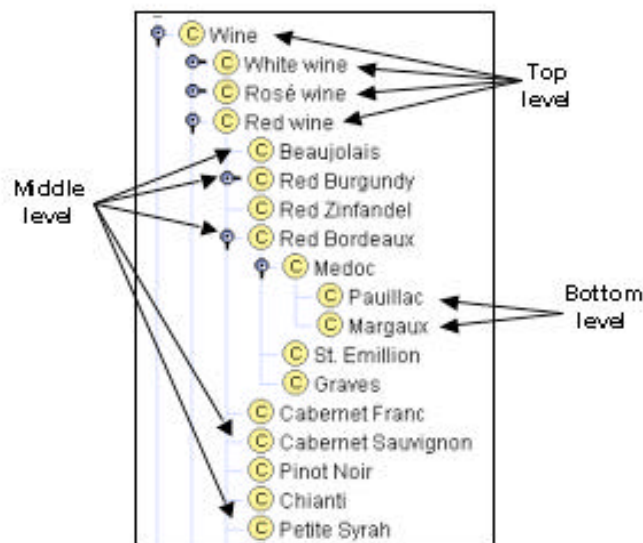 Wine
White wine
Rosé wine
Red wine
Top
level
Beaujolais
Red Burgundy
Red Zinfandel
Red Bordeaux
Middle
level
Medoc
Pauillac
Margaux
Bottom
level
St. Emillion
Graves
Cabernet Franc
Cabernet Sauvignon
Pinot Noir
Chianti
Petite Syrah